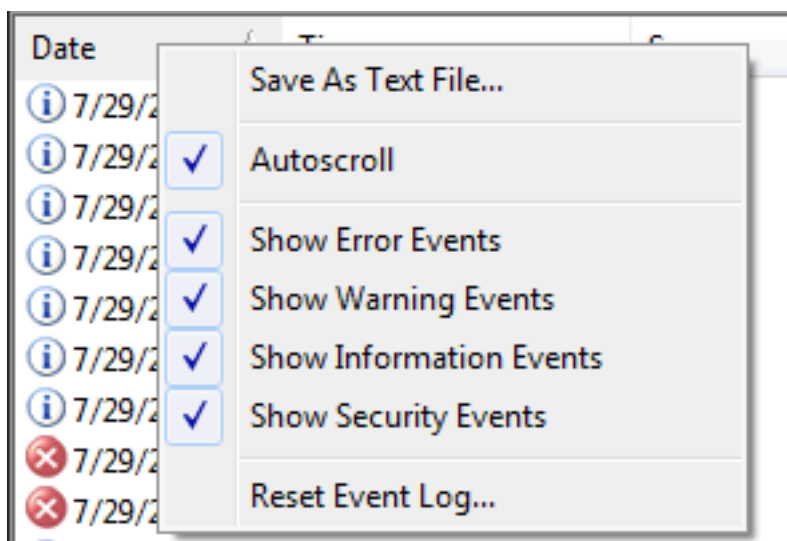 Date
Save As Text File...
7/29/2
7/29/2
Autoscroll
7/29/2
7/29/2
Show Error Events
7/29/2
Show Warning Events
7/29/2
Show Information Events
7/29/2
Show Security Events
7/29/2
7/29/2
Reset Event Log...